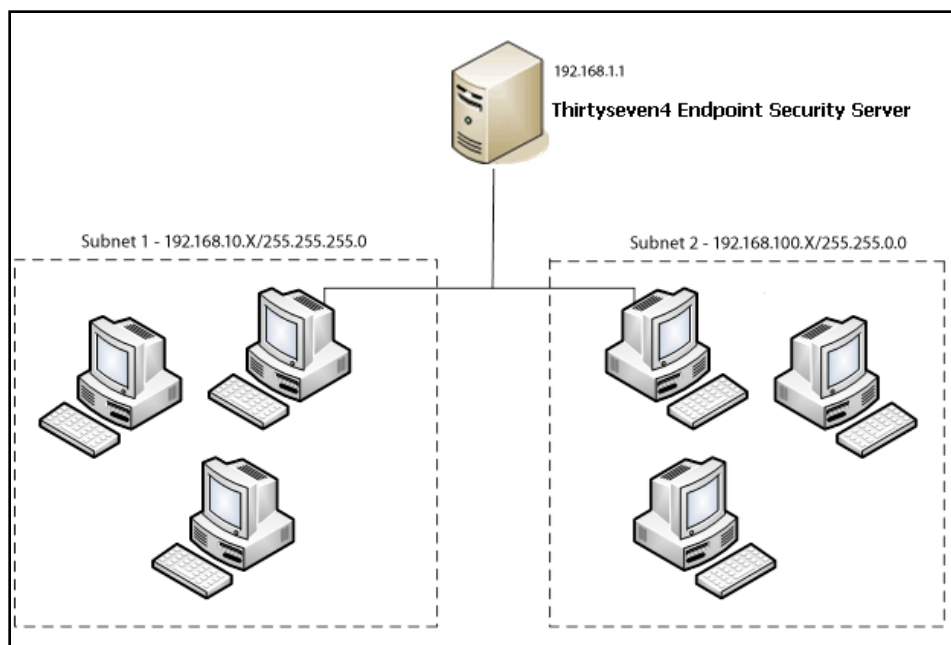 192.168.1.1
Thirtyseven4 Endpoint Security Server
Subnet 1 - 192.168.10.X/255.255.255.0
Subnet 2 - 192.168.100.X/255.255.0.0